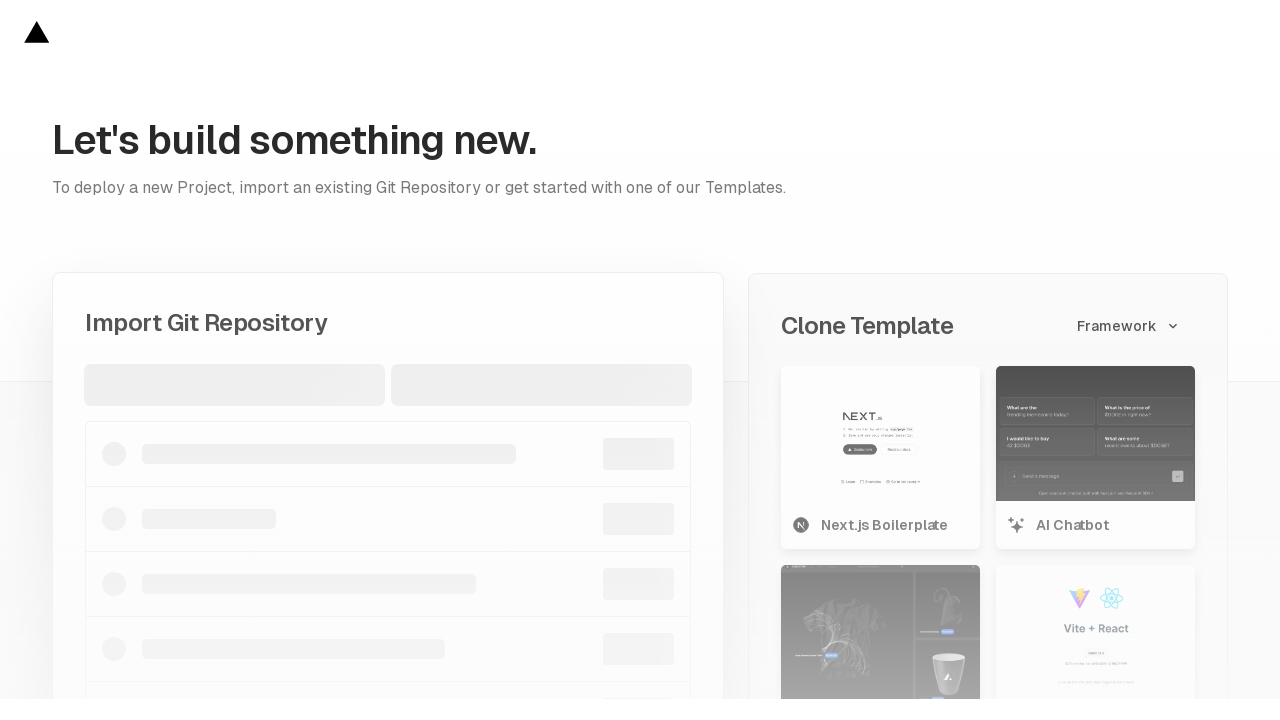 Let's build something new.
To deploy a new Project, import an existing Git Repository or get started with one of our Templates.
Import Git Repository
Clone Template
Framework
NEXT.js
What are the
trending memecoins today?
What is the price of
$DOGE in right now?
I would like to buy
42 $DOGE
What are some
recent events about $DOGE?
Send a message.
Next.js Boilerplate
AI Chatbot
Vite + React